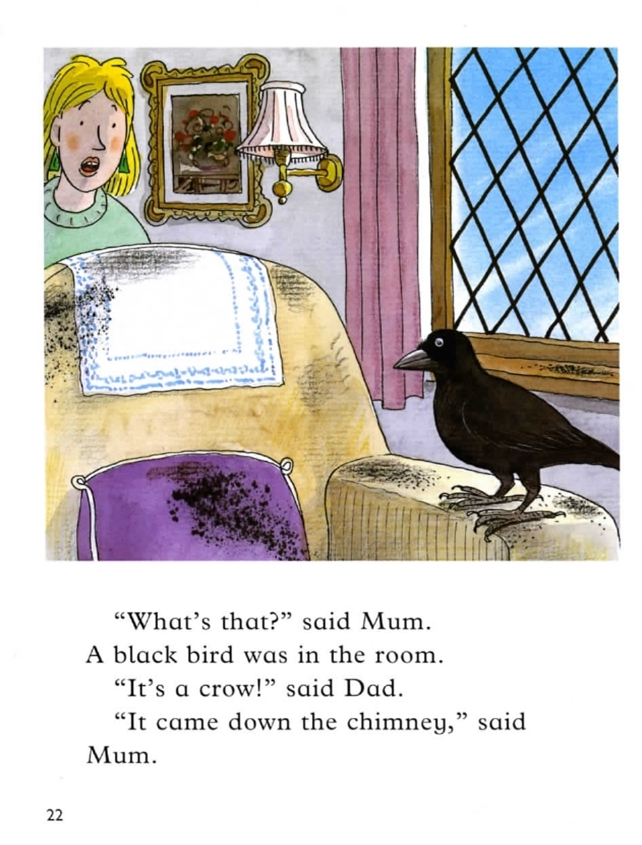 “What’s that?” said Mum.
A black bird was in the room.
“It’s a crow!” said Dad.
“It came down the chimney,” said
Mum.
22